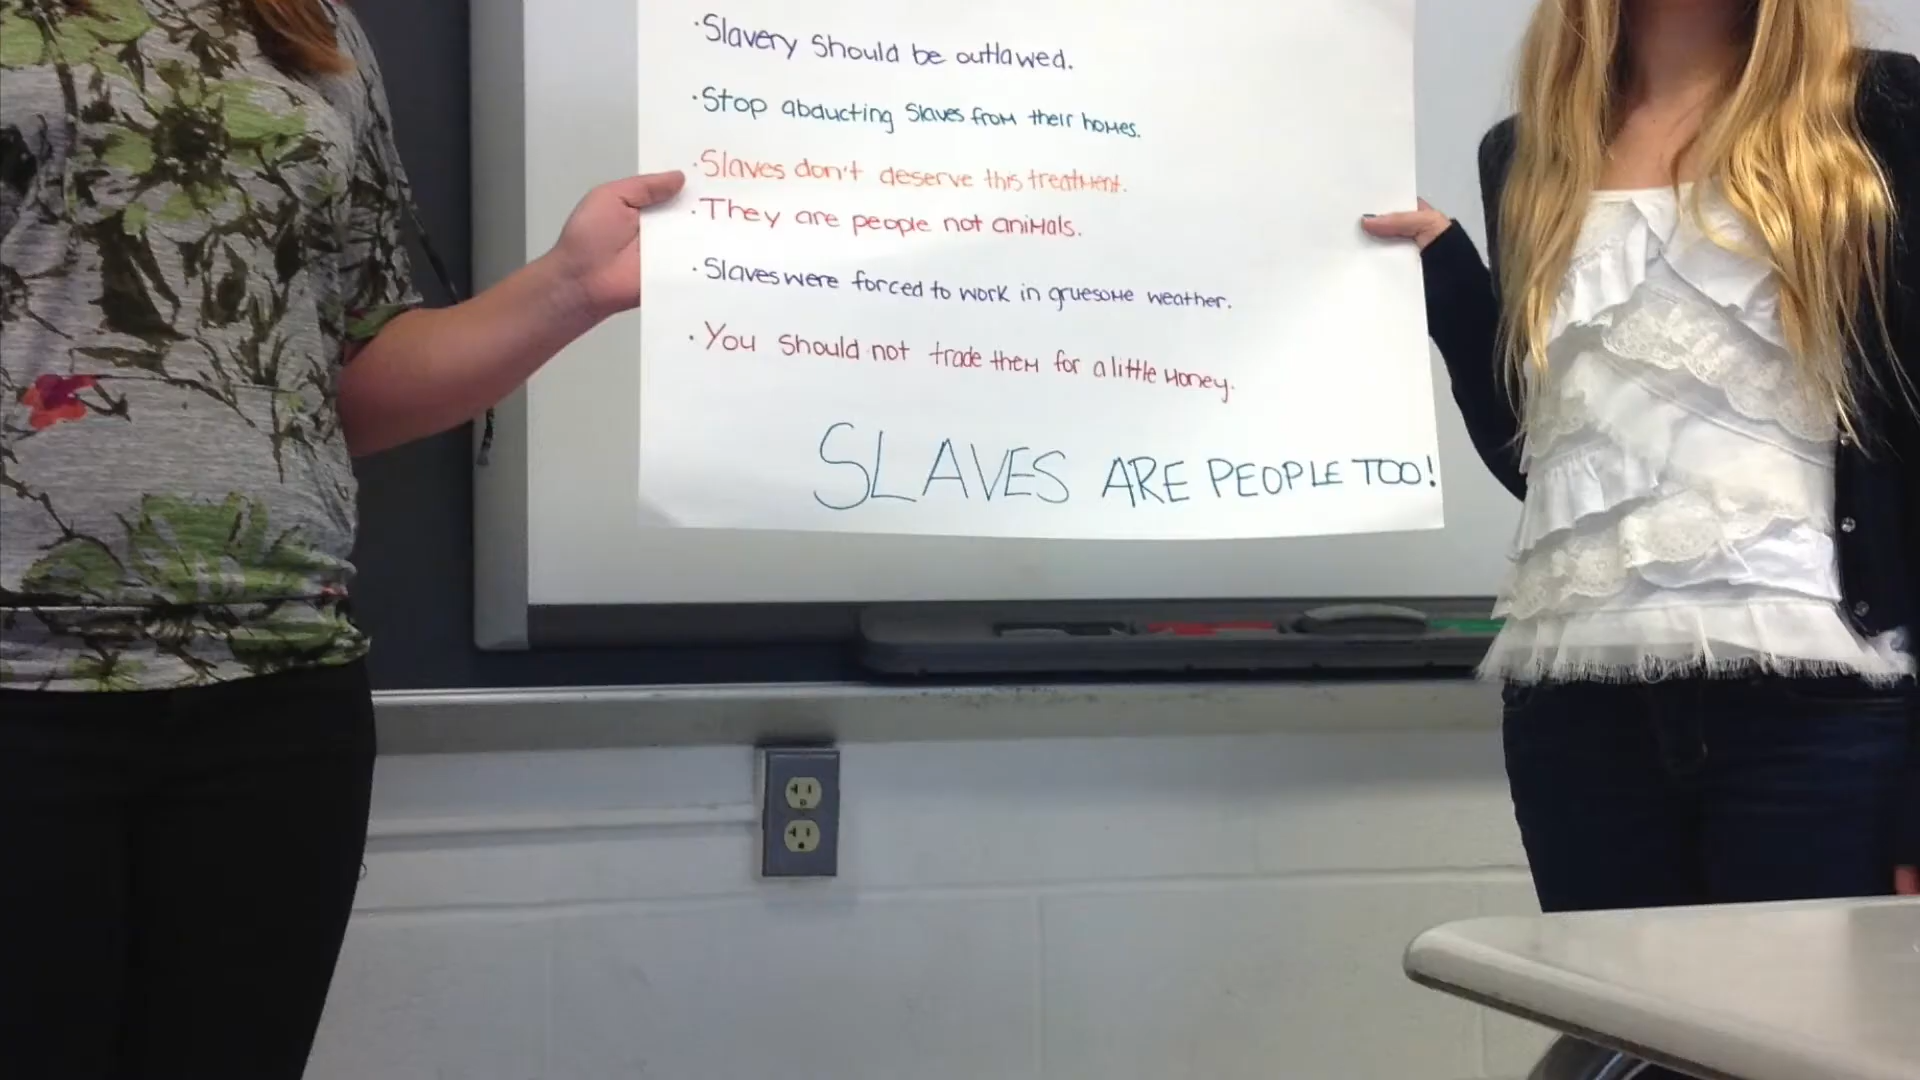 ·Slavery should be outlawed.
·Stop abducting slaves from their homes.
·Slaves don't deserve this treatment.
·They are people not animals.
·Slaves were forced to work in gruesome weather.
·You should not trade them for a little money.
SLAVES ARE PEOPLE TOO!